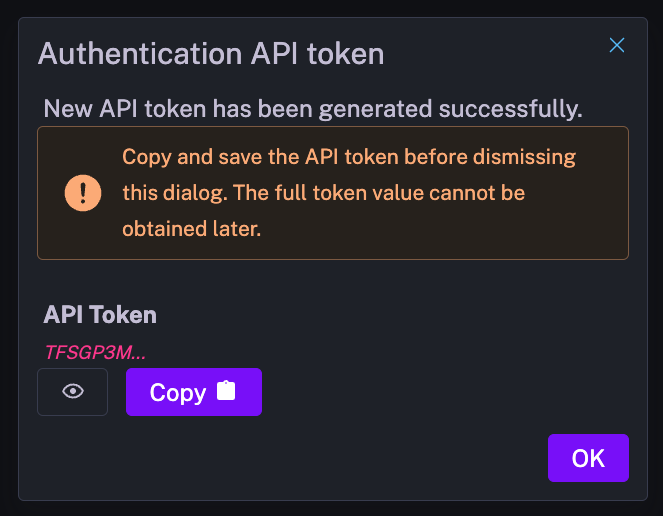 Authentication API token
New API token has been generated successfully.
Copy and save the API token before dismissing
this dialog. The full token value cannot be
obtained later.
API Token
TFSGP3M...
Copy
OK